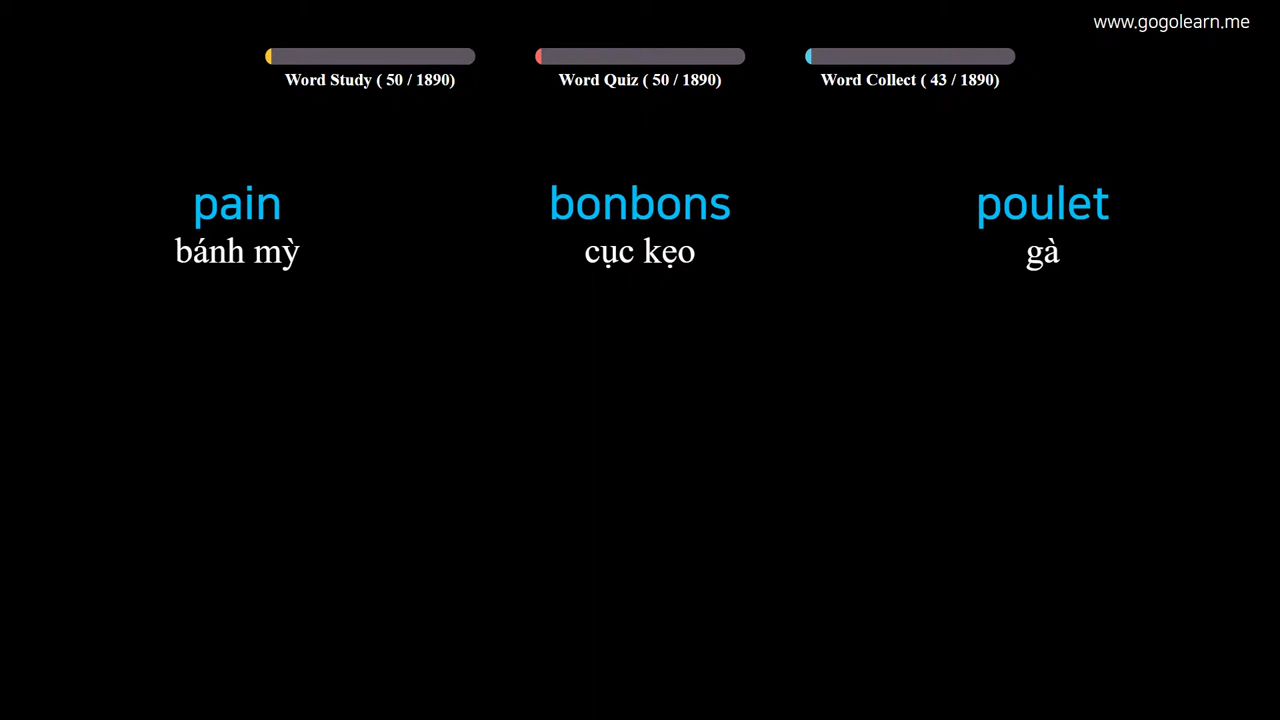 www.gogolearn.me
Word Study ( 50 / 1890)
Word Quiz ( 50 / 1890)
Word Collect ( 43 / 1890)
pain
bánh mỳ
bonbons
cục kẹo
poulet
gà